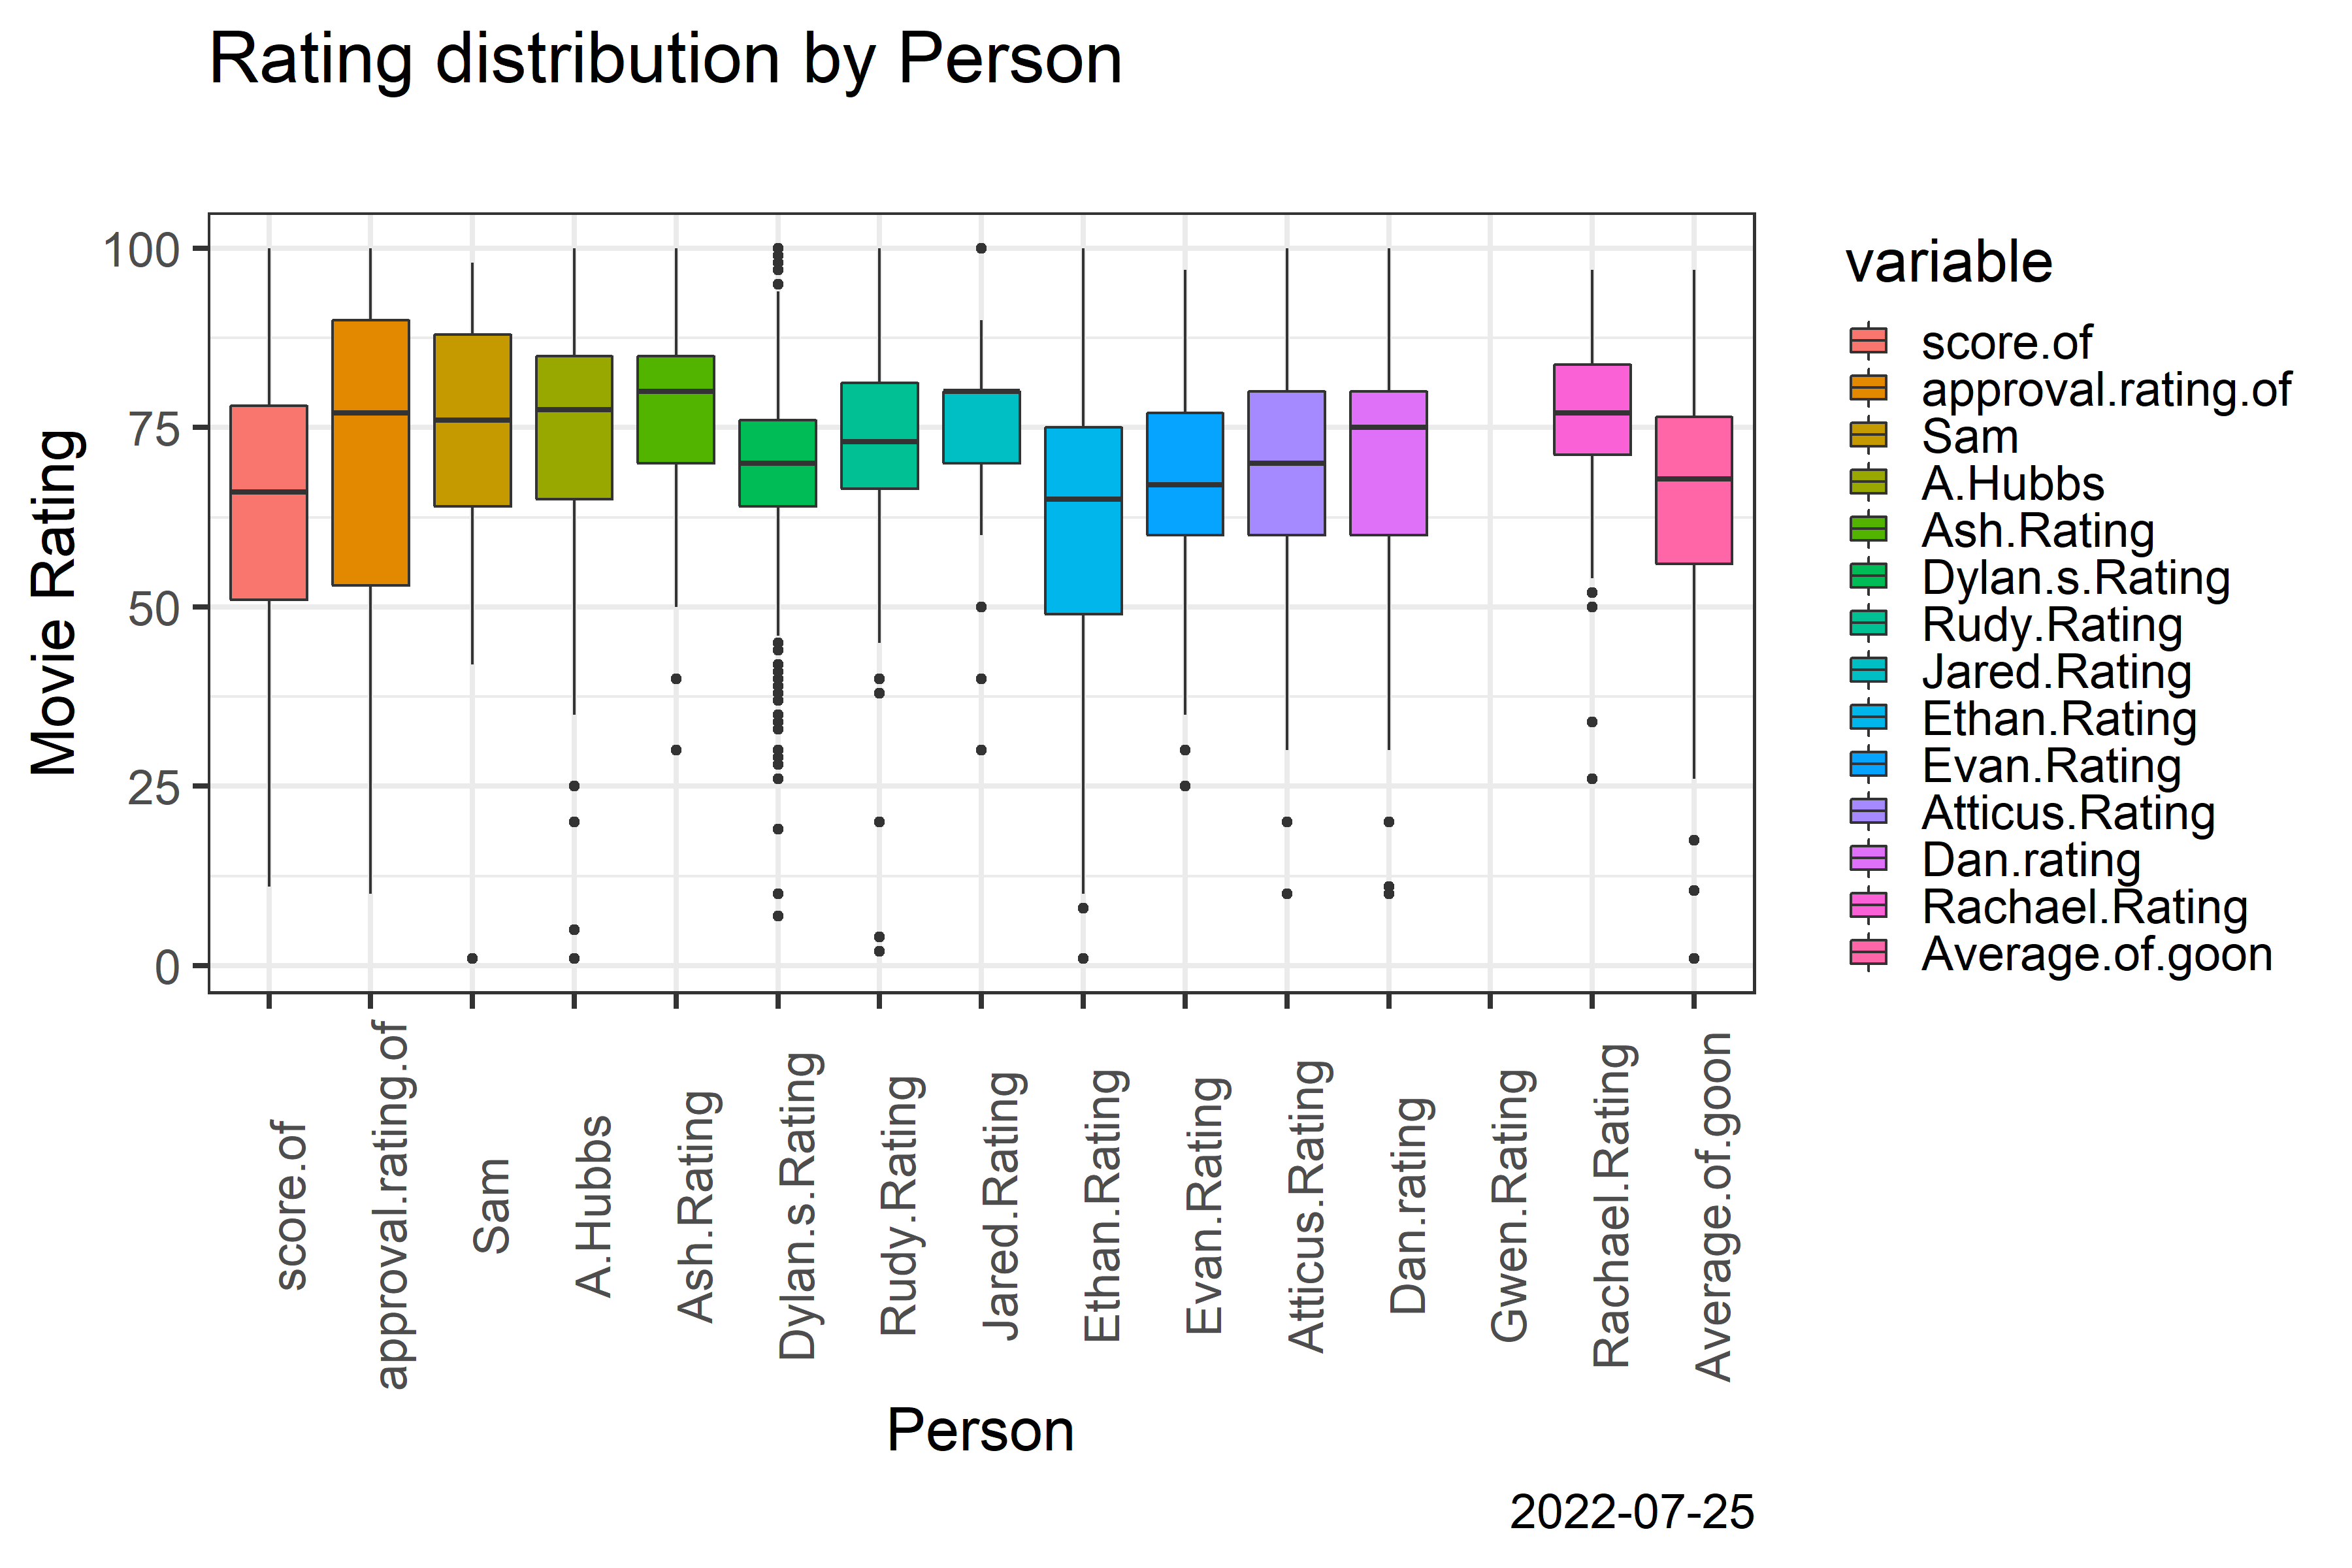 Rating distribution by Person
Movie Rating
100
75
50
25
0
score.of
approval.rating.of
Sam
A.Hubbs
Ash.Rating
Dylan.s.Rating
Rudy.Rating
Jared.Rating
Ethan.Rating
Evan.Rating
Atticus.Rating
Dan.rating
Gwen.Rating
Rachael.Rating
Average.of.goon
Person
variable
score.of
approval.rating.of
Sam
A.Hubbs
Ash.Rating
Dylan.s.Rating
Rudy.Rating
Jared.Rating
Ethan.Rating
Evan.Rating
Atticus.Rating
Dan.rating
Rachael.Rating
Average.of.goon
2022-07-25